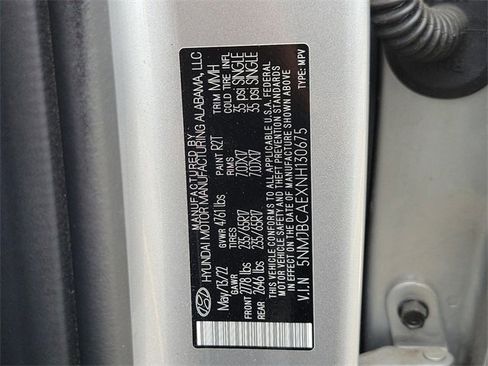 MANUFACTURED BY
HYUNDAI MOTOR MANUFACTURING ALABAMA, LLC
May/13/22 GVWR 4761 lbs PAINT R2T TRIM MMH
GAWR TIRES RIMS COLD TIRE INFL
FRONT 2778 lbs 235/65R17 7.0JX17 35 psi SINGLE
REAR 2646 lbs 235/65R17 7.0JX17 35 psi SINGLE
THIS VEHICLE CONFORMS TO ALL APPLICABLE U.S.A. FEDERAL
MOTOR VEHICLE SAFETY AND THEFT PREVENTION STANDARDS
IN EFFECT ON THE DATE OF MANUFACTURE SHOWN ABOVE
V.I.N 5NMJBCAEXNH130675 TYPE: MPV